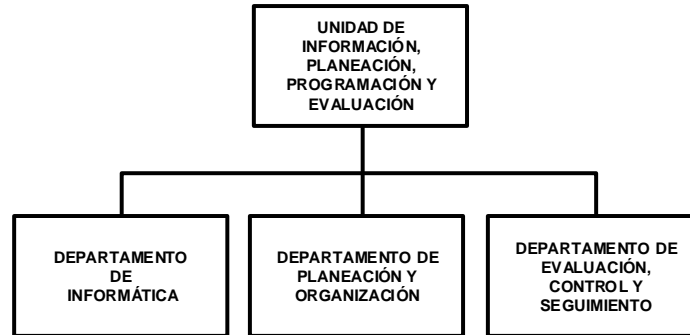 UNIDAD DE
INFORMACIÓN,
PLANEACIÓN,
PROGRAMACIÓN Y
EVALUACIÓN
DEPARTAMENTO
DE
INFORMÁTICA
DEPARTAMENTO DE
PLANEACIÓN Y
ORGANIZACIÓN
DEPARTAMENTO DE
EVALUACIÓN,
CONTROL Y
SEGUIMIENTO